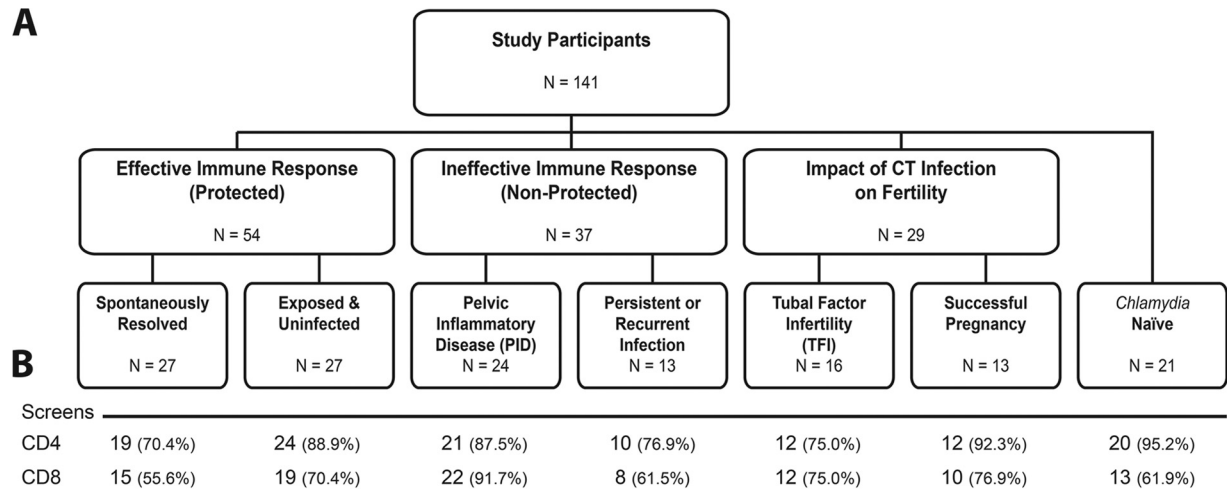 A
Study Participants
N = 141
Effective Immune Response
(Protected)
N = 54
Ineffective Immune Response
(Non-Protected)
N = 37
Impact of CT Infection
on Fertility
N = 29
Spontaneously
Resolved
N = 27
Exposed &
Uninfected
N = 27
Pelvic
Inflammatory
Disease (PID)
N = 24
Persistent or
Recurrent
Infection
N = 13
Tubal Factor
Infertility
(TFI)
N = 16
Successful
Pregnancy
N = 13
Chlamydia
Naïve
N = 21
B
Screens
CD4 19 (70.4%) 24 (88.9%) 21 (87.5%) 10 (76.9%) 12 (75.0%) 12 (92.3%) 20 (95.2%)
CD8 15 (55.6%) 19 (70.4%) 22 (91.7%) 8 (61.5%) 12 (75.0%) 10 (76.9%) 13 (61.9%)